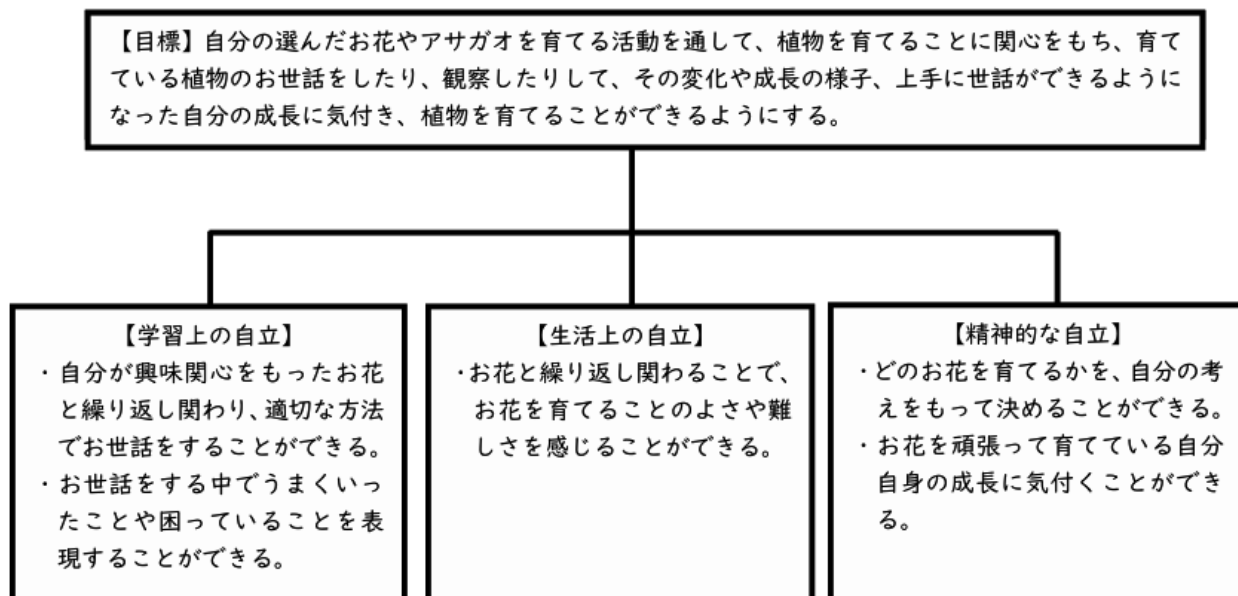 【目標】自分の選んだお花やアサガオを育てる活動を通して、植物を育てることに関心をもち、育て
ている植物のお世話をしたり、観察したりして、その変化や成長の様子、上手に世話ができるように
なった自分の成長に気付き、植物を育てることができるようにする。
【学習上の自立】
・自分が興味関心をもったお花
と繰り返し関わり、適切な方法
でお世話をすることができる。
・お世話をする中でうまくいっ
たことや困っていることを表
現することができる。
【生活上の自立】
・お花と繰り返し関わることで、
お花を育てることのよさや難
しさを感じることができる。
【精神的な自立】
・どのお花を育てるかを、自分の考
えをもって決めることができる。
・お花を頑張って育てている自分
自身の成長に気付くことができ
る。